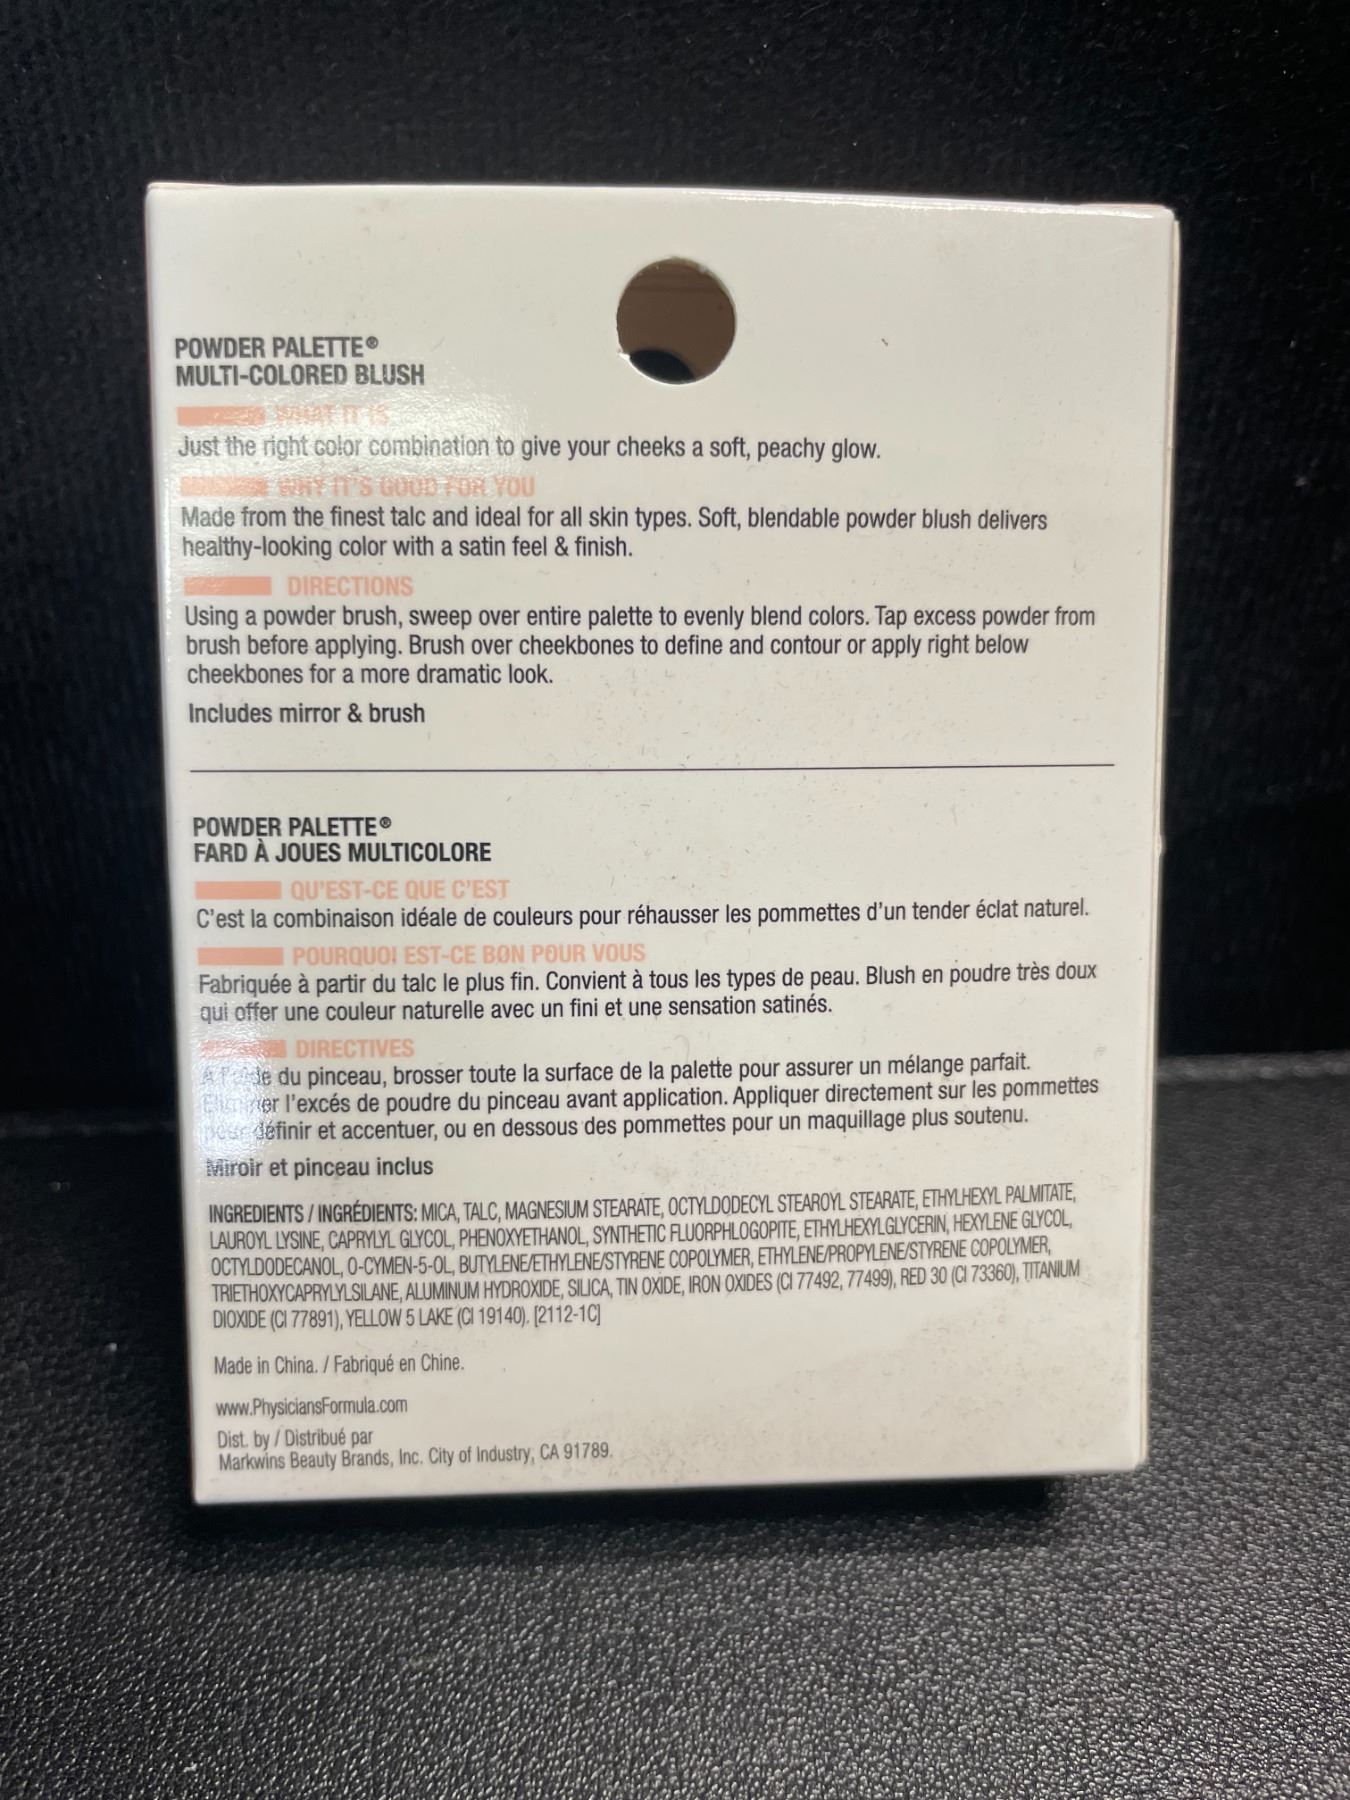 POWDER PALETTE®
MULTI-COLORED BLUSH
WHAT IT IS
Just the right color combination to give your cheeks a soft, peachy glow.
WHY IT'S GOOD FOR YOU
Made from the finest talc and ideal for all skin types. Soft, blendable powder blush delivers
healthy-looking color with a satin feel & finish.
DIRECTIONS
Using a powder brush, sweep over entire palette to evenly blend colors. Tap excess powder from
brush before applying. Brush over cheekbones to define and contour or apply right below
cheekbones for a more dramatic look.
Includes mirror & brush
POWDER PALETTE®
FARD À JOUES MULTICOLORE
QU'EST-CE QUE C'EST
C'est la combinaison idéale de couleurs pour réhausser les pommettes d'un tender éclat naturel.
POURQUOI EST-CE BON POUR VOUS
Fabriquée à partir du talc le plus fin. Convient à tous les types de peau. Blush en poudre très doux
qui offer une couleur naturelle avec un fini et une sensation satinés.
DIRECTIVES
A l'aide du pinceau, brosser toute la surface de la palette pour assurer un mélange parfait.
Eliminer l'excés de poudre du pinceau avant application. Appliquer directement sur les pommettes
pour définir et accentuer, ou en dessous des pommettes pour un maquillage plus soutenu.
Miroir et pinceau inclus
INGREDIENTS / INGRÉDIENTS: MICA, TALC, MAGNESIUM STEARATE, OCTYLDODECYL STEAROYL STEARATE, ETHYLHEXYL PALMITATE,
LAUROYL LYSINE, CAPRYLYL GLYCOL, PHENOXYETHANOL, SYNTHETIC FLUORPHLOGOPITE, ETHYLHEXYLGLYCERIN, HEXYLENE GLYCOL,
OCTYLDODECANOL, O-CYMEN-5-OL, BUTYLENE/ETHYLENE/STYRENE COPOLYMER, ETHYLENE/PROPYLENE/STYRENE COPOLYMER,
TRIETHOXYCAPRYLYLSILANE, ALUMINUM HYDROXIDE, SILICA, TIN OXIDE, IRON OXIDES (CI 77492, 77499), RED 30 (CI 73360), TITANIUM
DIOXIDE (CI 77891), YELLOW 5 LAKE (CI 19140). [2112-1C]
Made in China. / Fabriqué en Chine.
www.PhysiciansFormula.com
Dist. by / Distribué par
Markwins Beauty Brands, Inc. City of Industry, CA 91789.